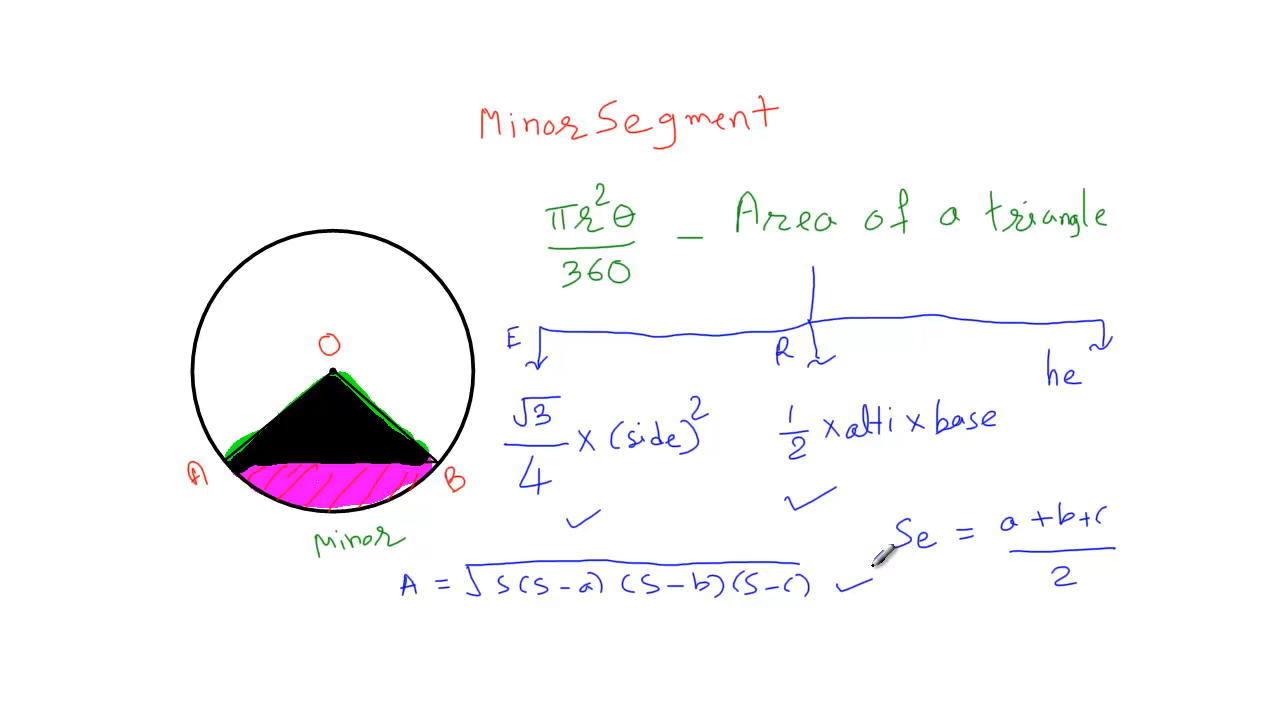 Minor Segment
πr²θ/360 – Area of a triangle
E R he
√3/4 × (side)² 1/2 × alti × base
O
A B
Minor
Se = a+b+c/2
A = √s(s-a)(s-b)(s-c)